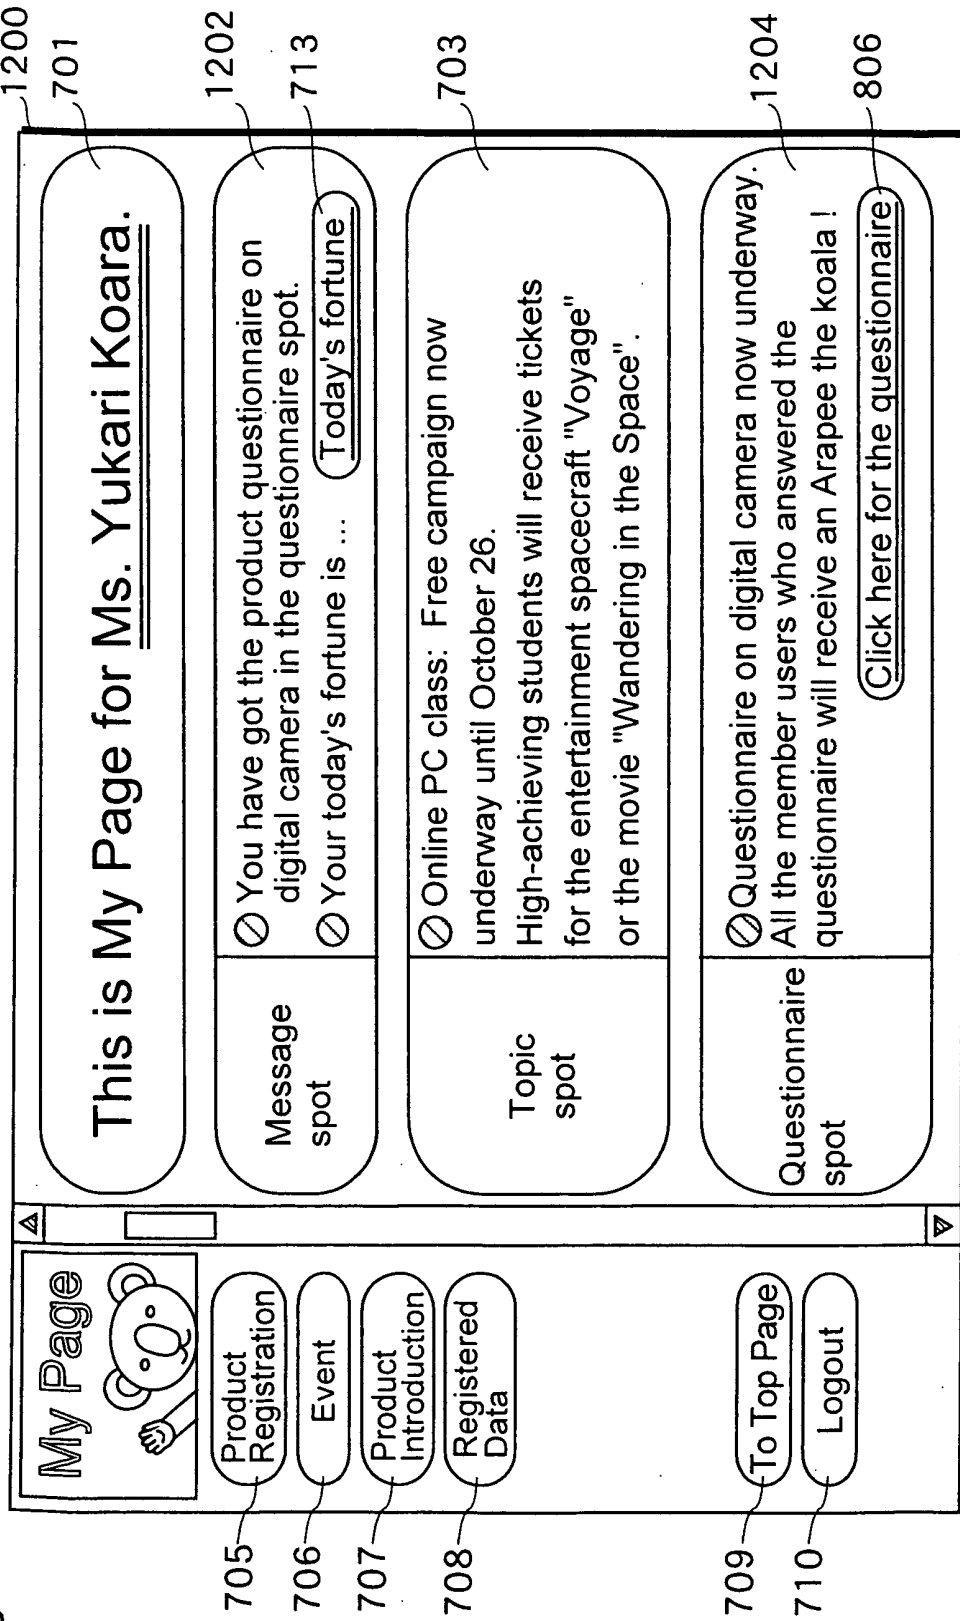 1200
701
This is My Page for Ms. Yukari Koara.
My Page
705
Product
Registration
706
Event
707
Product
Introduction
708
Registered
Data
709
To Top Page
710
Logout
1202
Message
spot
You have got the product questionnaire on
digital camera in the questionnaire spot.
Your today's fortune is ...
Today's fortune
713
703
Topic
spot
Online PC class: Free campaign now
underway until October 26.
High-achieving students will receive tickets
for the entertainment spacecraft "Voyage"
or the movie "Wandering in the Space".
1204
Questionnaire
spot
Questionnaire on digital camera now underway.
All the member users who answered the
questionnaire will receive an Arapee the koala !
Click here for the questionnaire
806